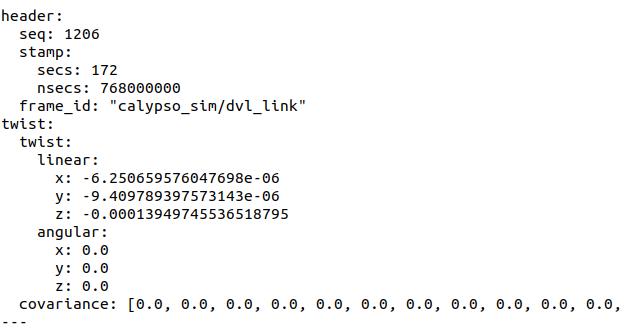 header:
  seq: 1206
  stamp:
    secs: 172
    nsecs: 768000000
  frame_id: "calypso_sim/dvl_link"
twist:
  twist:
    linear:
      x: -6.250659576047698e-06
      y: -9.409789397573143e-06
      z: -0.00013949745536518795
    angular:
      x: 0.0
      y: 0.0
      z: 0.0
  covariance: [0.0, 0.0, 0.0, 0.0, 0.0, 0.0, 0.0, 0.0, 0.0, 0.0, 0.0,
---